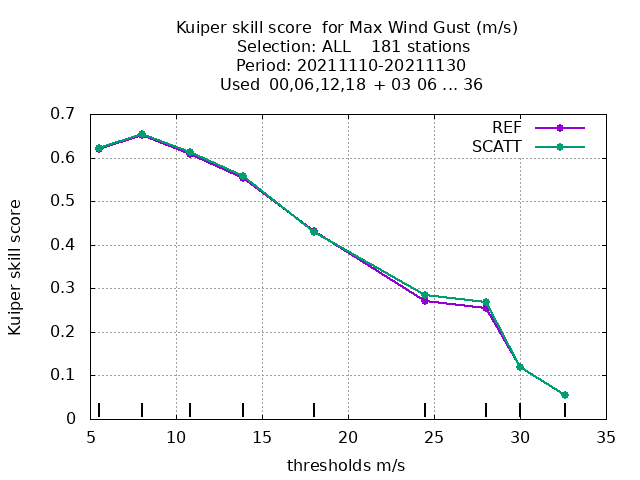 Kuiper skill score  for Max Wind Gust (m/s)
Selection: ALL    181 stations
Period: 20211110-20211130
Used  00,06,12,18  + 03 06 ... 36
REF
SCATT
Kuiper skill score
0.7
0.6
0.5
0.4
0.3
0.2
0.1
0
5 10 15 20 25 30 35
thresholds m/s